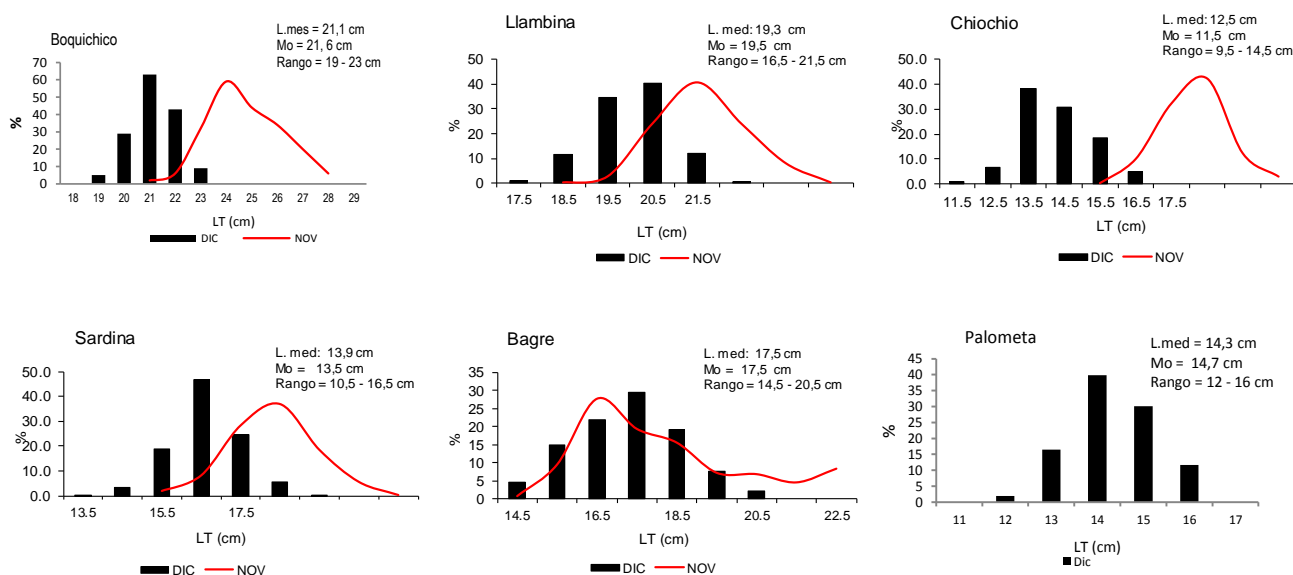 Boquichico
L.mes = 21,1 cm
Mo = 21, 6 cm
Rango = 19 - 23 cm
%
70
60
50
40
30
20
10
0
18 19 20 21 22 23 24 25 26 27 28 29
LT (cm)
DIC NOV
Llambina
L. med: 19,3 cm
Mo = 19,5 cm
Rango = 16,5 - 21,5 cm
%
50
40
30
20
10
0
17.5 18.5 19.5 20.5 21.5
LT (cm)
DIC NOV
Chiochio
L. med: 12,5 cm
Mo = 11,5 cm
Rango = 9,5 - 14,5 cm
%
50.0
40.0
30.0
20.0
10.0
0.0
11.5 12.5 13.5 14.5 15.5 16.5 17.5
LT (cm)
DIC NOV
Sardina
L. med: 13,9 cm
Mo = 13,5 cm
Rango = 10,5 - 16,5 cm
%
50.0
40.0
30.0
20.0
10.0
0.0
13.5 15.5 17.5
LT (cm)
DIC NOV
Bagre
L. med: 17,5 cm
Mo = 17,5 cm
Rango = 14,5 - 20,5 cm
%
35
30
25
20
15
10
5
0
14.5 16.5 18.5 20.5 22.5
LT (cm)
DIC NOV
Palometa
L.med = 14,3 cm
Mo = 14,7 cm
Rango = 12 - 16 cm
%
45
40
35
30
25
20
15
10
5
0
11 12 13 14 15 16 17
LT (cm)
Dic